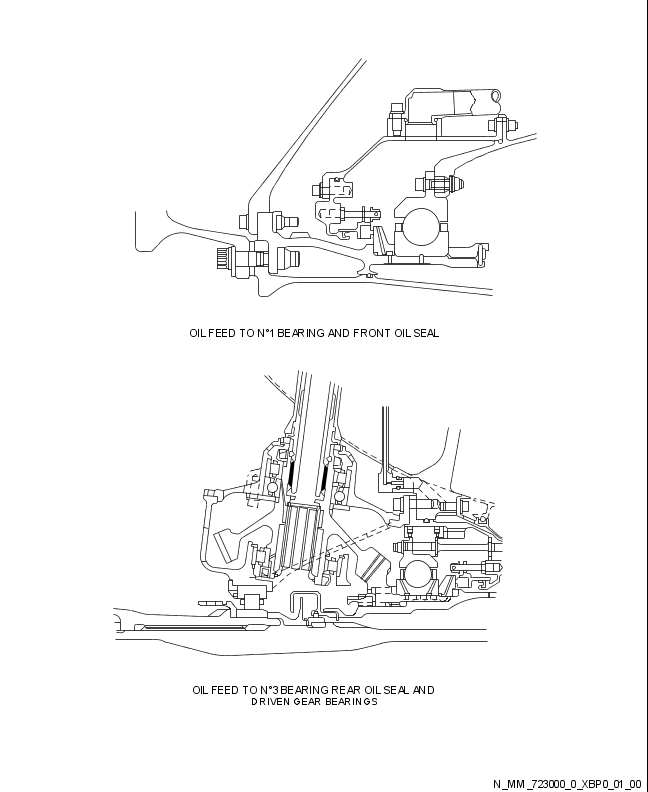 OIL FEED TO N°1 BEARING AND FRONT OIL SEAL
OIL FEED TO N°3 BEARING REAR OIL SEAL AND
DRIVEN GEAR BEARINGS
N_MM_723000_0_XBP0_01_00